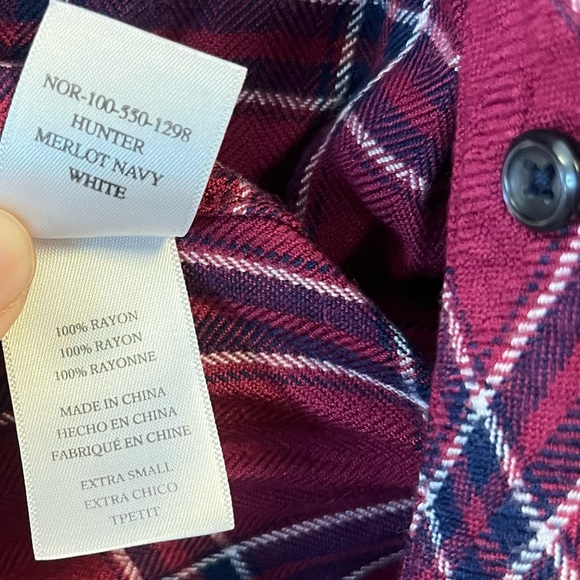 NOR-100-550-1298
HUNTER
MERLOT NAVY
WHITE
100% RAYON
100% RAYON
100% RAYONNE
MADE IN CHINA
HECHO EN CHINA
FABRIQUÉ EN CHINE
EXTRA SMALL
EXTRA CHICO
TPETIT